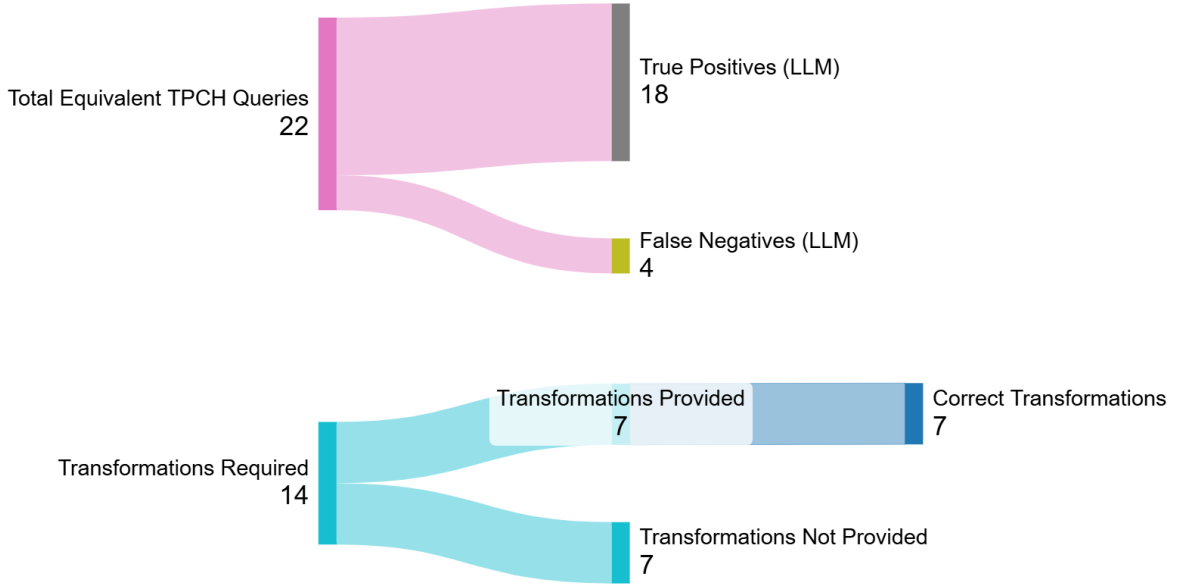 True Positives (LLM)
18
Total Equivalent TPCH Queries
22
False Negatives (LLM)
4
Transformations Provided
7
Correct Transformations
7
Transformations Required
14
Transformations Not Provided
7